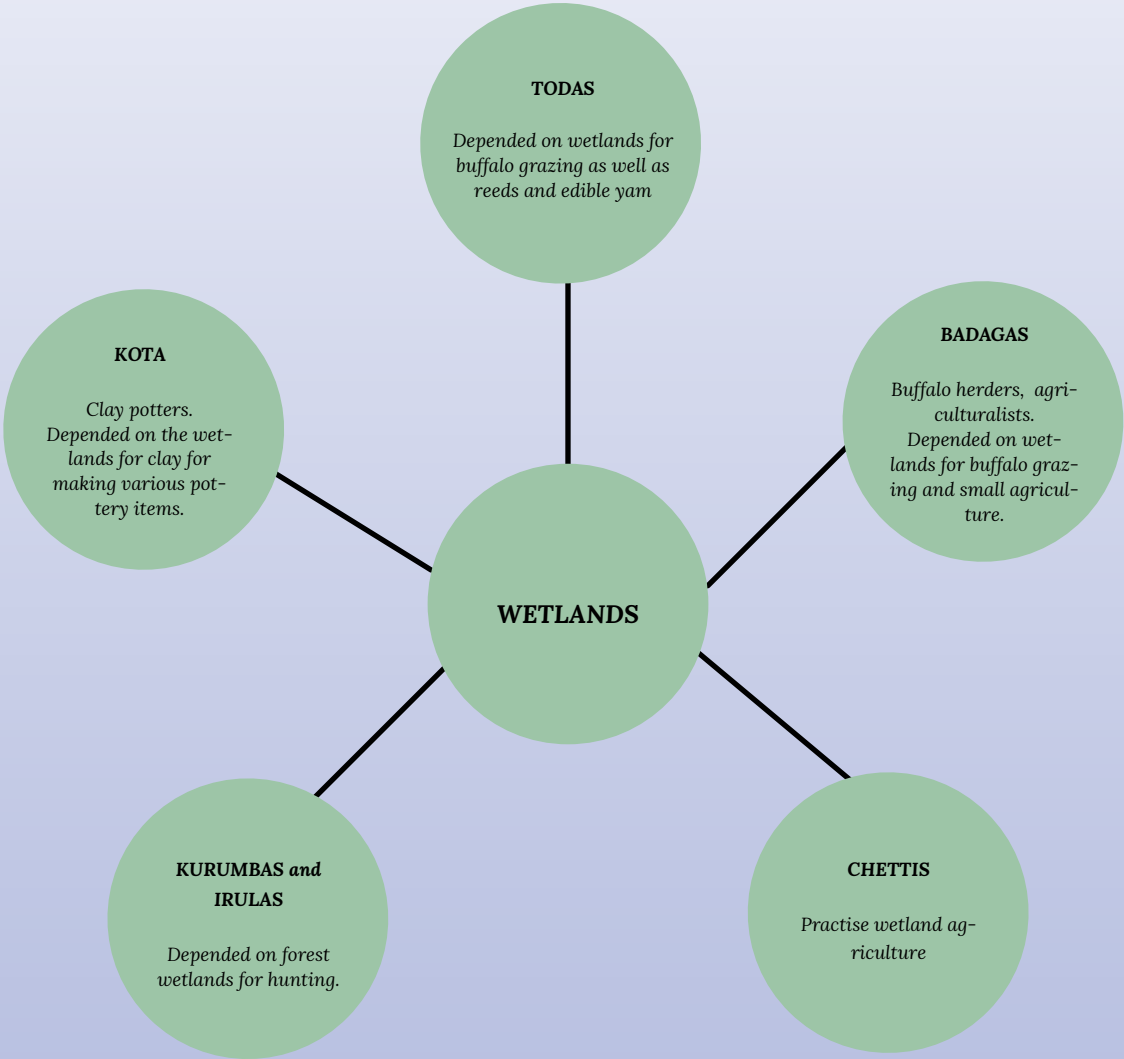 TODAS
Depended on wetlands for
buffalo grazing as well as
reeds and edible yam
KOTA
Clay potters.
Depended on the wet-
lands for clay for
making various pot-
tery items.
BADAGAS
Buffalo herders, agri-
culturalists.
Depended on wet-
lands for buffalo graz-
ing and small agricul-
ture.
WETLANDS
KURUMBAS and
IRULAS
Depended on forest
wetlands for hunting.
CHETTIS
Practise wetland ag-
riculture